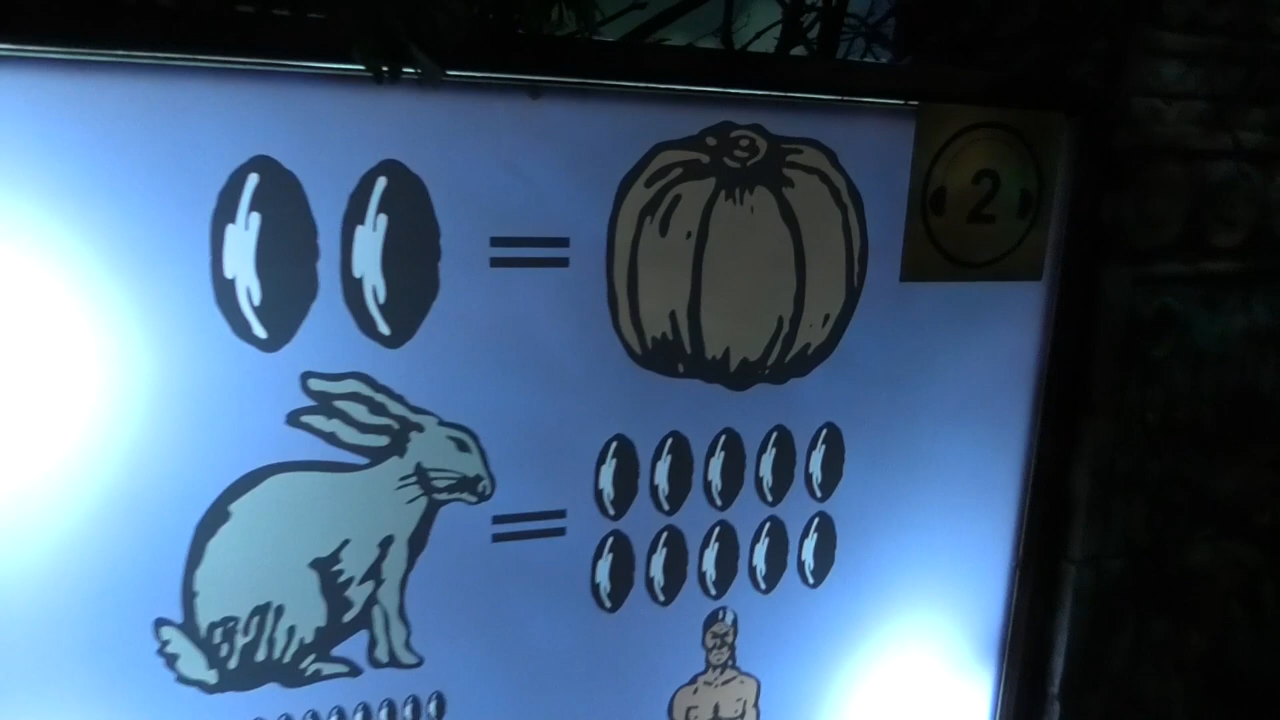 =
2
=